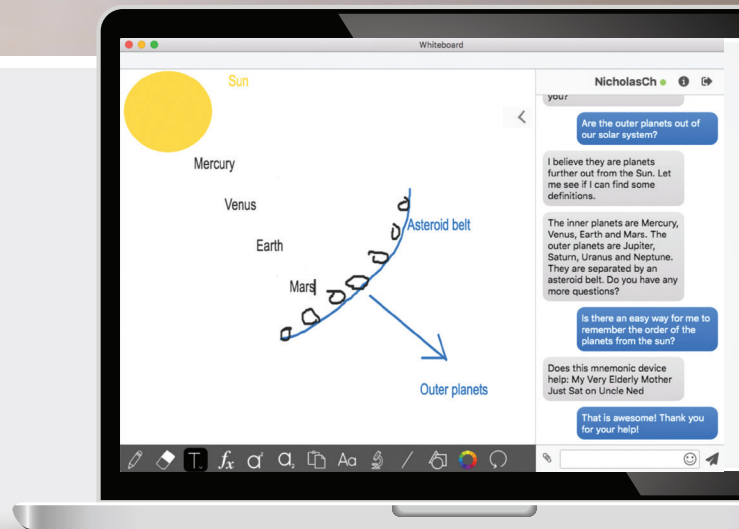 Whiteboard
Sun
Mercury
Venus
Earth
Mars
Asteroid belt
Outer planets
NicholasCh
you?
Are the outer planets out of
our solar system?
I believe they are planets
further out from the Sun. Let
me see if I can find some
definitions.
The inner planets are Mercury,
Venus, Earth and Mars. The
outer planets are Jupiter,
Saturn, Uranus and Neptune.
They are separated by an
asteroid belt. Do you have any
more questions?
Is there an easy way for me to
remember the order of the
planets from the sun?
Does this mnemonic device
help: My Very Elderly Mother
Just Sat on Uncle Ned
That is awesome! Thank you
for your help!
T
fx
a
a
Aa